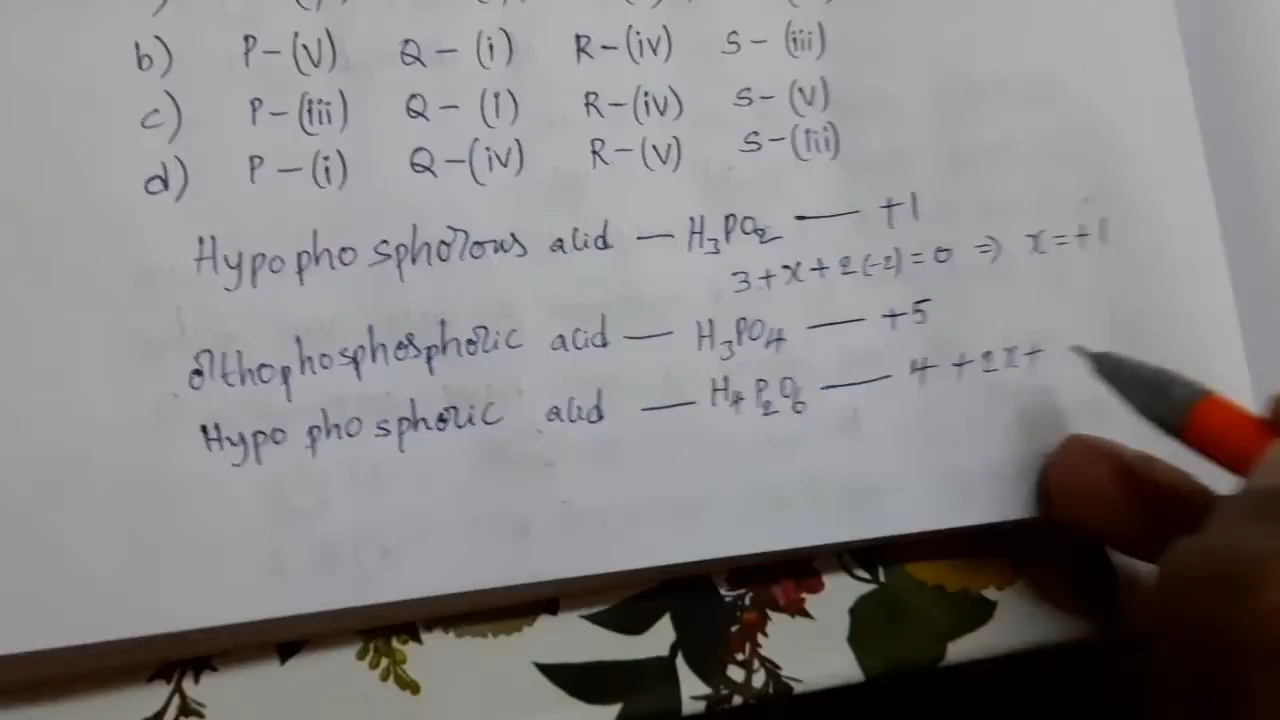 b) P-(V) Q-(i) R-(iv) S-(iii)
c) P-(iii) Q-(i) R-(iv) S-(V)
d) P-(i) Q-(iv) R-(V) S-(iii)
Hypophosphorous acid — H₃PO₂ — +1
3+x+2(-2)=0 ⇒ x=+1
Orthophosphosphoric acid — H₃PO₄ — +5
Hypophosphoric acid — H₄P₂O₆ — 4+2x+